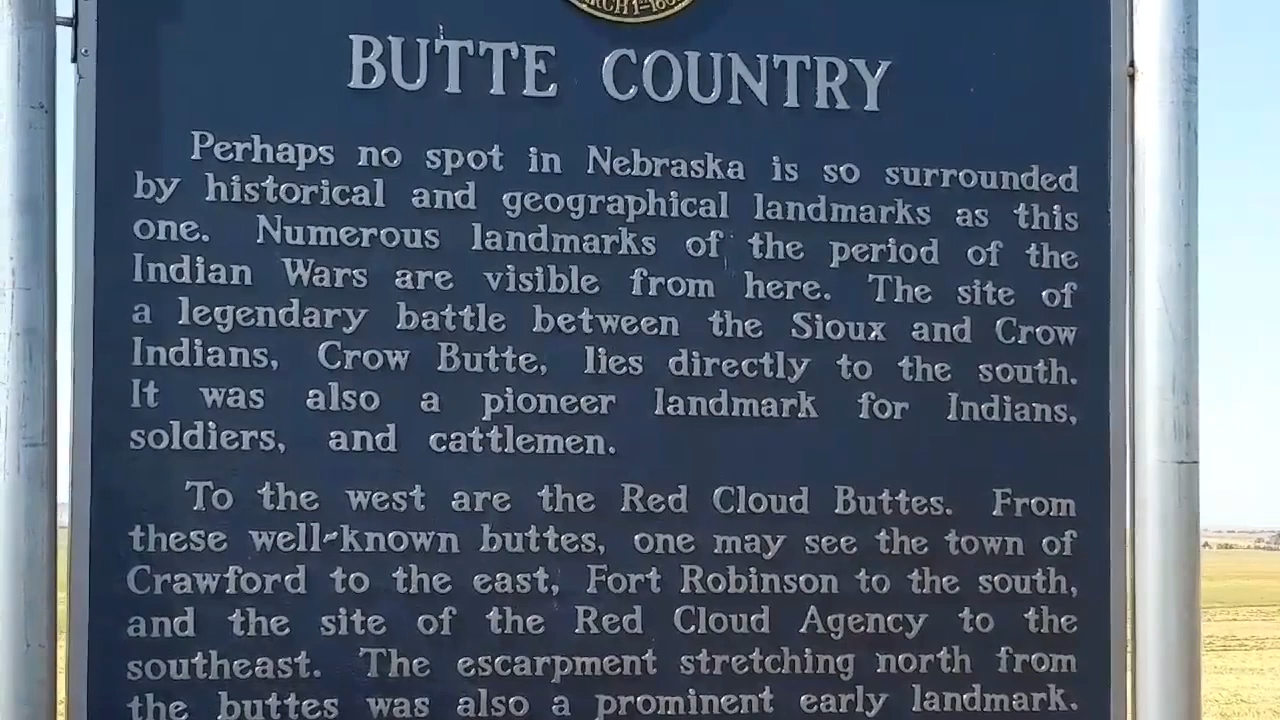 BUTTE COUNTRY
Perhaps no spot in Nebraska is so surrounded
by historical and geographical landmarks as this
one. Numerous landmarks of the period of the
Indian Wars are visible from here. The site of
a legendary battle between the Sioux and Crow
Indians, Crow Butte, lies directly to the south.
It was also a pioneer landmark for Indians,
soldiers, and cattlemen.
To the west are the Red Cloud Buttes. From
these well-known buttes, one may see the town of
Crawford to the east, Fort Robinson to the south,
and the site of the Red Cloud Agency to the
southeast. The escarpment stretching north from
the buttes was also a prominent early landmark.